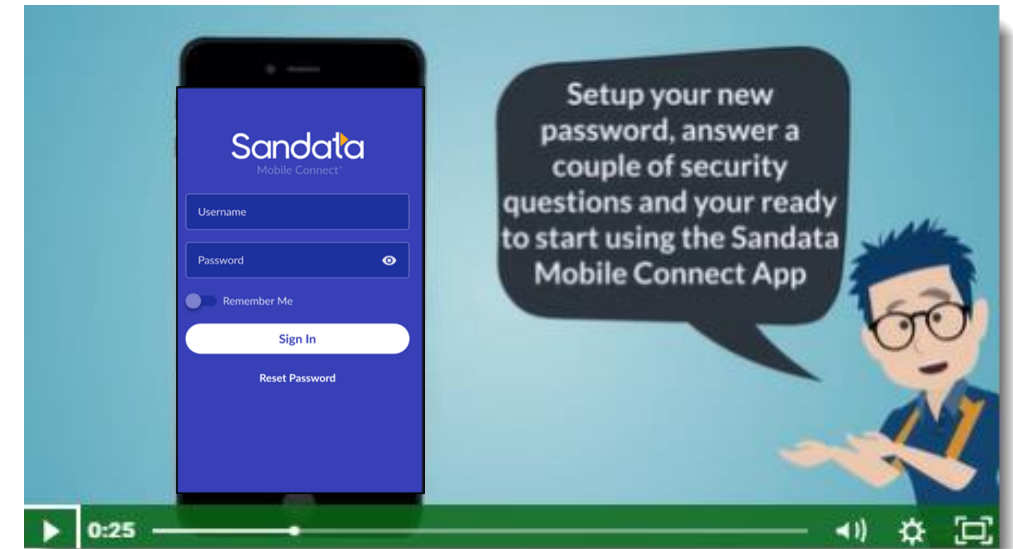 Sandata
Mobile Connect
Username
Password
Remember Me
Sign In
Reset Password
Setup your new
password, answer a
couple of security
questions and your ready
to start using the Sandata
Mobile Connect App
0:25